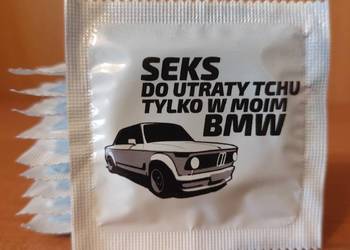 SEKS
DO UTRATY TCHU
TYLKO W MOIM
BMW